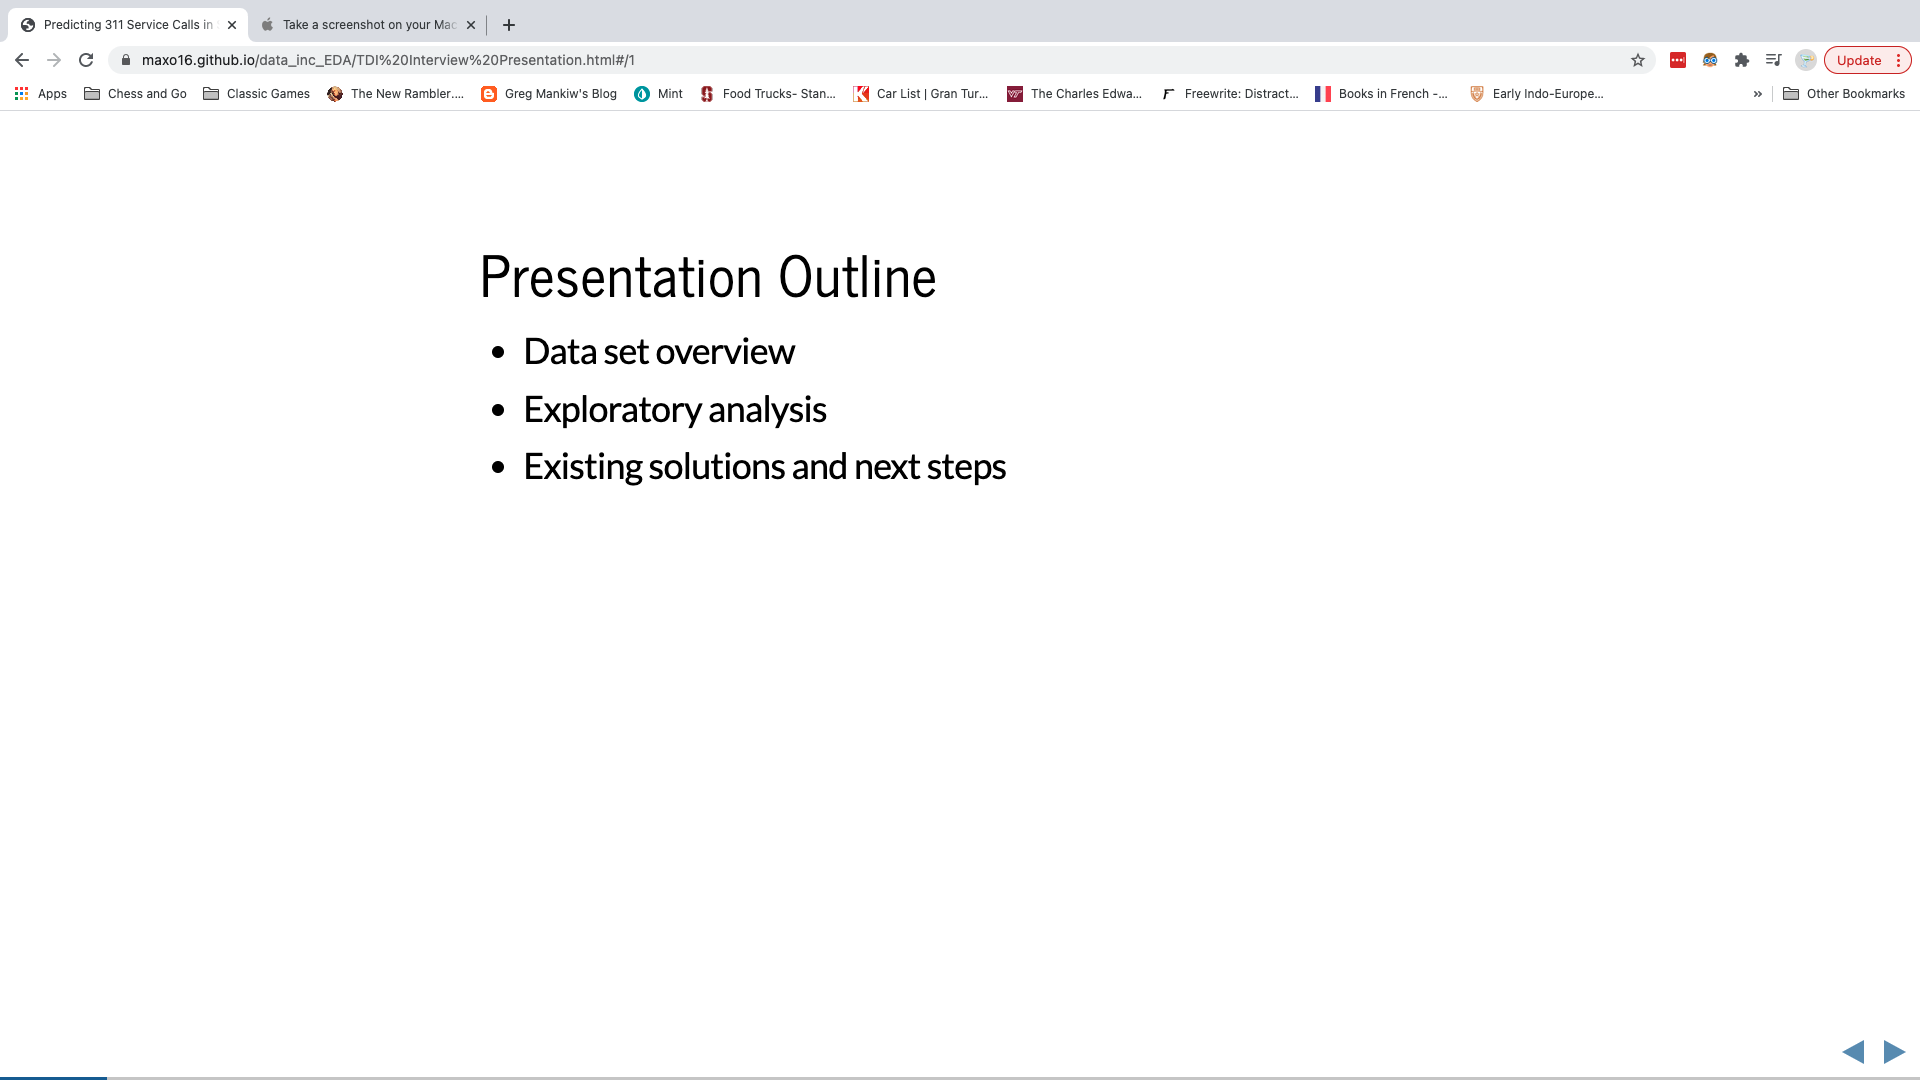 Predicting 311 Service Calls in
Take a screenshot on your Mac
maxo16.github.io/data_inc_EDA/TDI%20Interview%20Presentation.html#/1
Update
Apps
Chess and Go
Classic Games
The New Rambler....
Greg Mankiw's Blog
Mint
Food Trucks- Stan...
Car List | Gran Tur...
The Charles Edwa...
Freewrite: Distract...
Books in French -...
Early Indo-Europe...
»
Other Bookmarks
Presentation Outline
• Data set overview
• Exploratory analysis
• Existing solutions and next steps